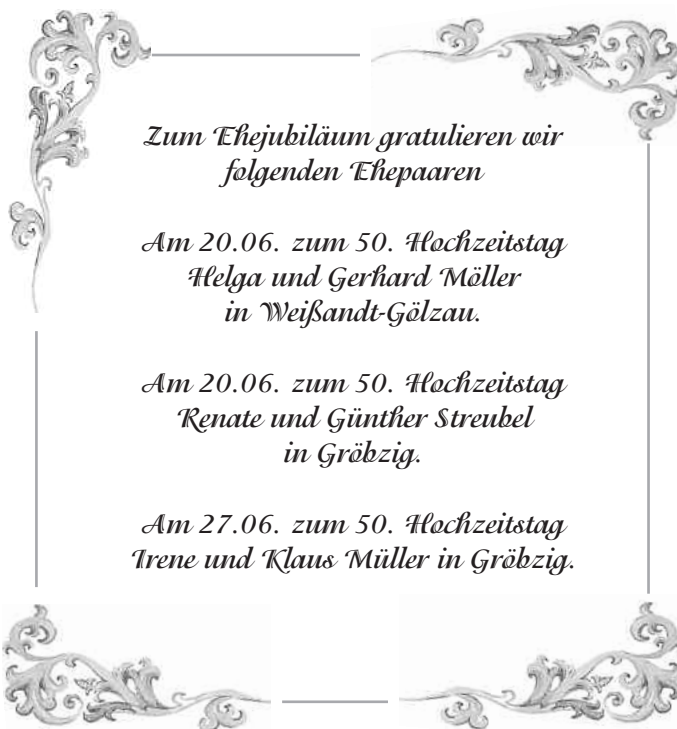 Zum Ehejubiläum gratulieren wir
folgenden Ehepaaren
Am 20.06. zum 50. Hochzeitstag
Helga und Gerhard Möller
in Weißandt-Gölzau.
Am 20.06. zum 50. Hochzeitstag
Renate und Günther Streubel
in Gröbzig.
Am 27.06. zum 50. Hochzeitstag
Irene und Klaus Müller in Gröbzig.